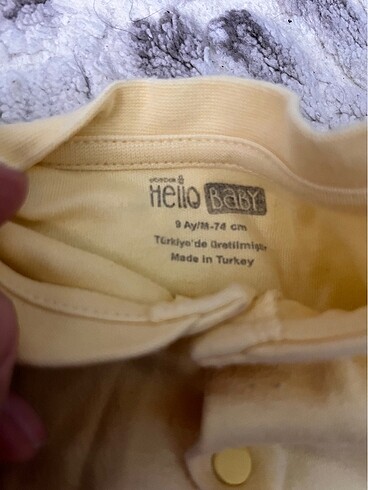 Hello BABY
9 Ay/M-74 cm
Türkiye'de Üretilmiştir
Made in Turkey